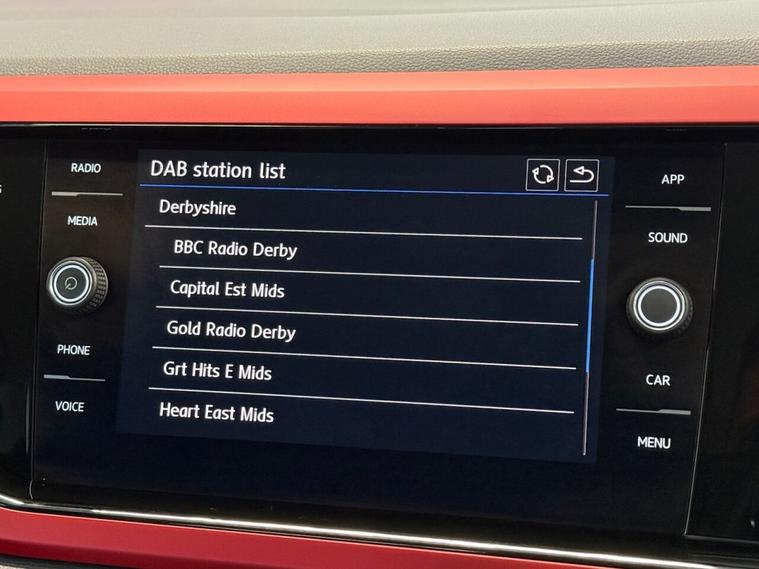 RADIO
MEDIA
PHONE
VOICE
DAB station list
Derbyshire
BBC Radio Derby
Capital Est Mids
Gold Radio Derby
Grt Hits E Mids
Heart East Mids
APP
SOUND
CAR
MENU